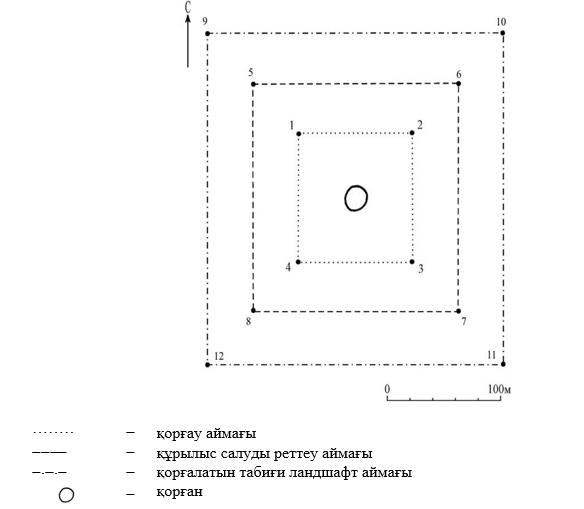 С
9 10
5 6
1 2
4 3
8 7
12 11
0 100м
– қорғау аймағы
– құрылыс салуды реттеу аймағы
– қорғалатын табиғи ландшафт аймағы
– қорған